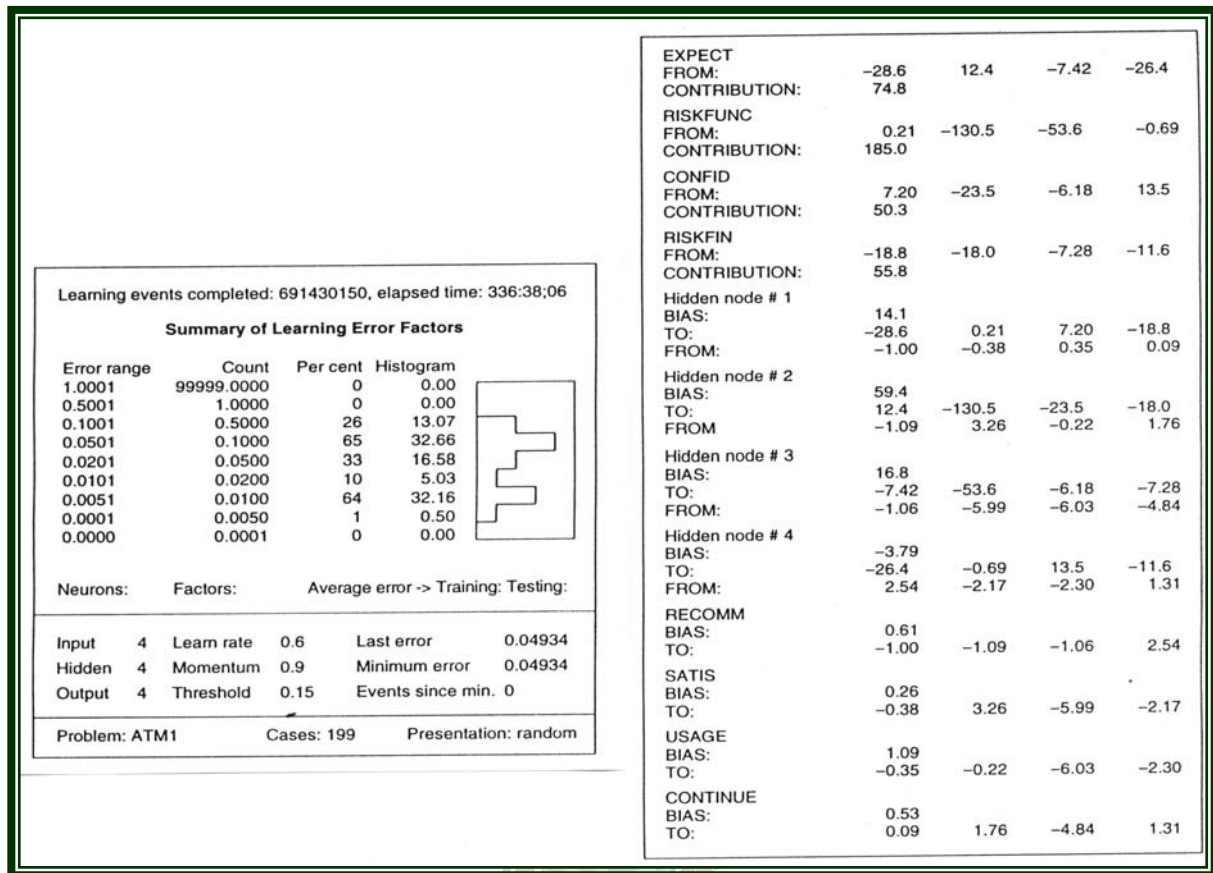 Learning events completed: 691430150, elapsed time: 336:38;06
Summary of Learning Error Factors
Error range Count Per cent Histogram
1.0001 99999.0000 0 0.00
0.5001 1.0000 0 0.00
0.1001 0.5000 26 13.07
0.0501 0.1000 65 32.66
0.0201 0.0500 33 16.58
0.0101 0.0200 10 5.03
0.0051 0.0100 64 32.16
0.0001 0.0050 1 0.50
0.0000 0.0001 0 0.00
Neurons: Factors: Average error -> Training: Testing:
Input 4 Learn rate 0.6 Last error 0.04934
Hidden 4 Momentum 0.9 Minimum error 0.04934
Output 4 Threshold 0.15 Events since min. 0
Problem: ATM1 Cases: 199 Presentation: random
EXPECT
FROM: −28.6 12.4 −7.42 −26.4
CONTRIBUTION: 74.8
RISKFUNC
FROM: 0.21 −130.5 −53.6 −0.69
CONTRIBUTION: 185.0
CONFID
FROM: 7.20 −23.5 −6.18 13.5
CONTRIBUTION: 50.3
RISKFIN
FROM: −18.8 −18.0 −7.28 −11.6
CONTRIBUTION: 55.8
Hidden node # 1
BIAS: 14.1
TO: −28.6 0.21 7.20 −18.8
FROM: −1.00 −0.38 0.35 0.09
Hidden node # 2
BIAS: 59.4
TO: 12.4 −130.5 −23.5 −18.0
FROM −1.09 3.26 −0.22 1.76
Hidden node # 3
BIAS: 16.8
TO: −7.42 −53.6 −6.18 −7.28
FROM: −1.06 −5.99 −6.03 −4.84
Hidden node # 4
BIAS: −3.79
TO: −26.4 −0.69 13.5 −11.6
FROM: 2.54 −2.17 −2.30 1.31
RECOMM
BIAS: 0.61
TO: −1.00 −1.09 −1.06 2.54
SATIS
BIAS: 0.26
TO: −0.38 3.26 −5.99 −2.17
USAGE
BIAS: 1.09
TO: −0.35 −0.22 −6.03 −2.30
CONTINUE
BIAS: 0.53
TO: 0.09 1.76 −4.84 1.31